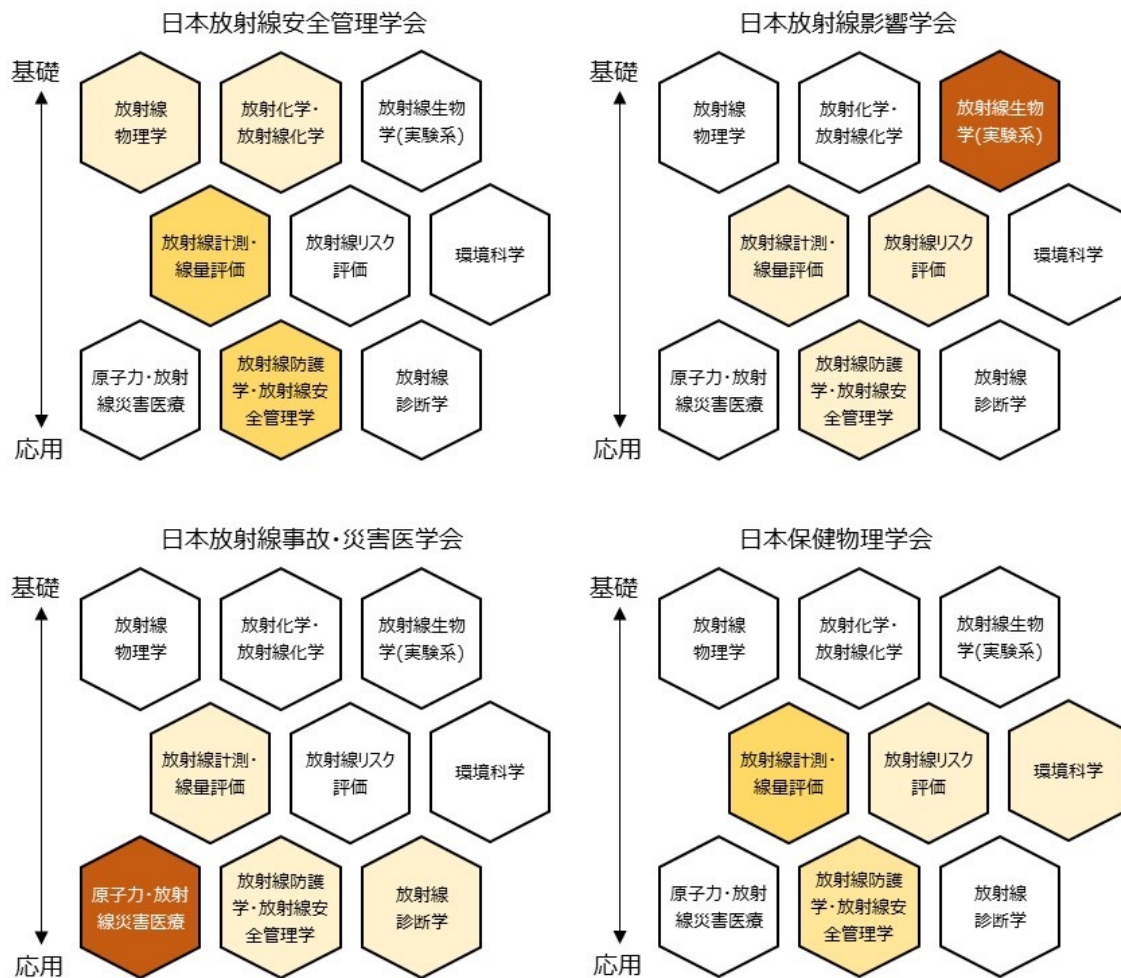 日本放射線安全管理学会
基礎
放射線
物理学
放射化学・
放射線化学
放射線生物
学(実験系)
放射線計測・
線量評価
放射線リスク
評価
環境科学
原子力・放射
線災害医療
放射線防護
学・放射線安
全管理学
放射線
診断学
応用
日本放射線影響学会
基礎
放射線
物理学
放射化学・
放射線化学
放射線生物
学(実験系)
放射線計測・
線量評価
放射線リスク
評価
環境科学
原子力・放射
線災害医療
放射線防護
学・放射線安
全管理学
放射線
診断学
応用
日本放射線事故・災害医学会
基礎
放射線
物理学
放射化学・
放射線化学
放射線生物
学(実験系)
放射線計測・
線量評価
放射線リスク
評価
環境科学
原子力・放射
線災害医療
放射線防護
学・放射線安
全管理学
放射線
診断学
応用
日本保健物理学会
基礎
放射線
物理学
放射化学・
放射線化学
放射線生物
学(実験系)
放射線計測・
線量評価
放射線リスク
評価
環境科学
原子力・放射
線災害医療
放射線防護
学・放射線安
全管理学
放射線
診断学
応用